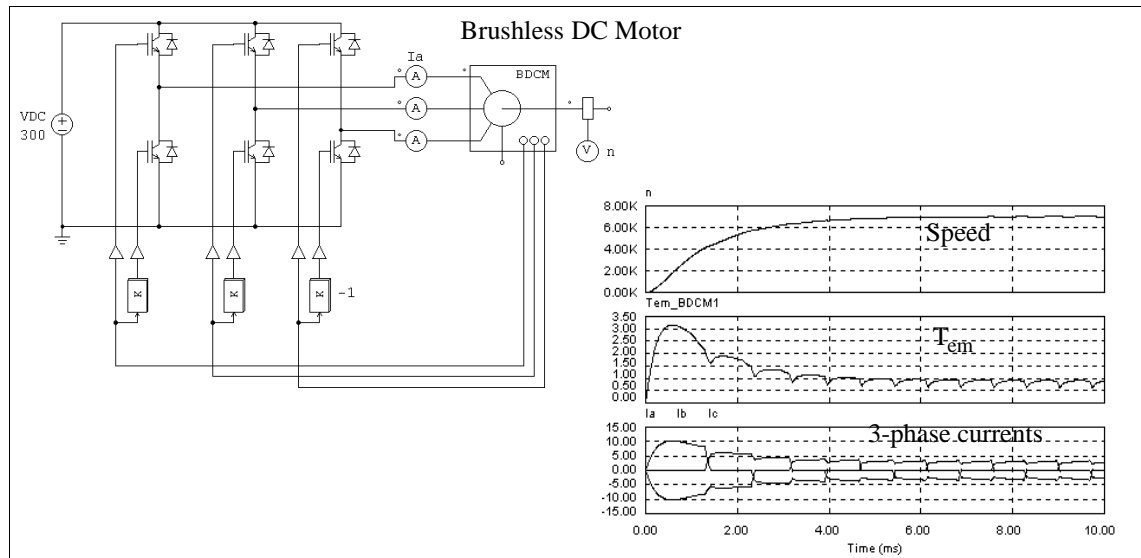 Brushless DC Motor
Ia
BDCM
A
A
A
VDC
300
V
n
K
K
K
-1
n
8.00K
6.00K
4.00K
2.00K
0.00K
Speed
Tem_BDCM1
3.50
3.00
2.50
2.00
1.50
1.00
0.50
0.00
Tem
Ia Ib Ic
15.00
10.00
5.00
0.00
-5.00
-10.00
-15.00
3-phase currents
0.00 2.00 4.00 6.00 8.00 10.00
Time (ms)